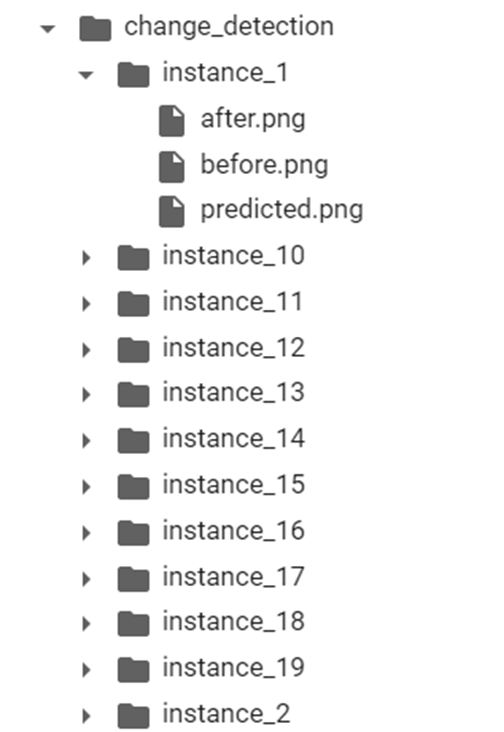 change_detection
instance_1
after.png
before.png
predicted.png
instance_10
instance_11
instance_12
instance_13
instance_14
instance_15
instance_16
instance_17
instance_18
instance_19
instance_2